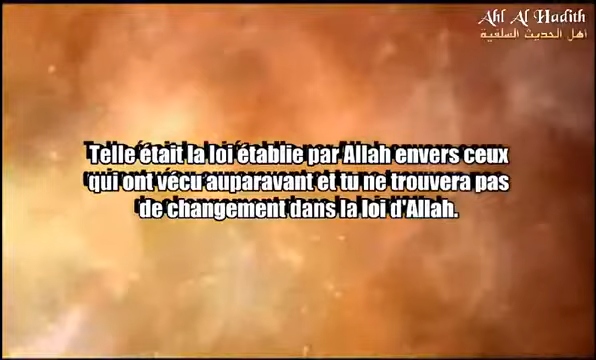 Ahl Al Hadith
أهل الحديث السلفية
Telle était la loi établie par Allah envers ceux
qui ont vécu auparavant et tu ne trouvera pas
de changement dans la loi d'Allah.